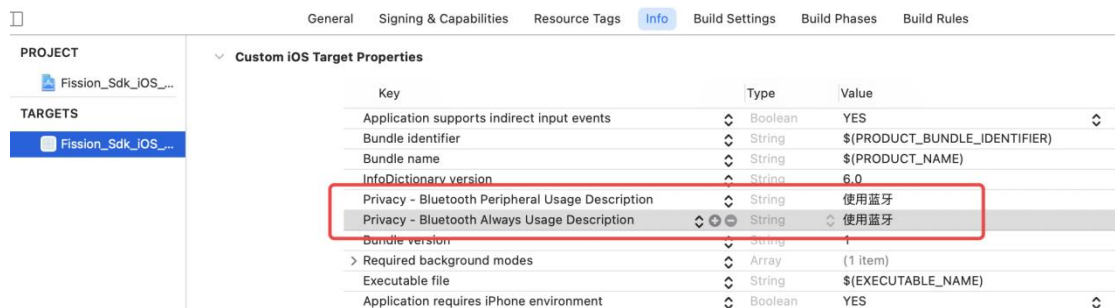 General Signing & Capabilities Resource Tags Info Build Settings Build Phases Build Rules
PROJECT
Fission_Sdk_iOS_...
TARGETS
Fission_Sdk_iOS_...
Custom iOS Target Properties
Key Type Value
Application supports indirect input events Boolean YES
Bundle identifier String $(PRODUCT_BUNDLE_IDENTIFIER)
Bundle name String $(PRODUCT_NAME)
InfoDictionary version String 6.0
Privacy - Bluetooth Peripheral Usage Description String 使用蓝牙
Privacy - Bluetooth Always Usage Description String 使用蓝牙
Bundle version String 1
Required background modes Array (1 item)
Executable file String $(EXECUTABLE_NAME)
Application requires iPhone environment Boolean YES